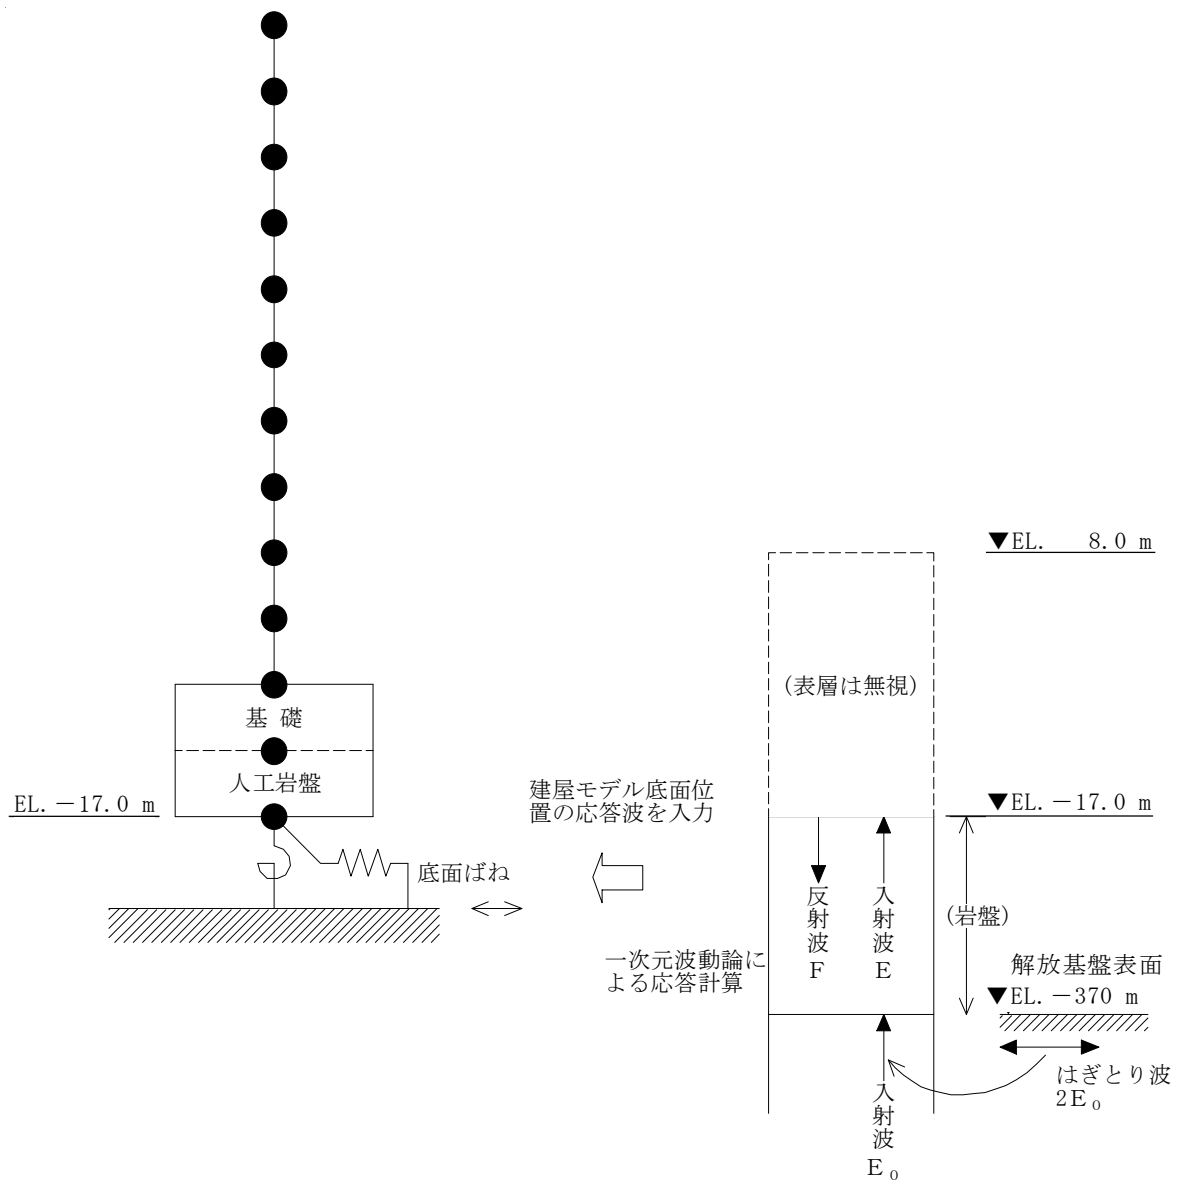 基 礎
人工岩盤
EL. －17.0 m
底面ばね
建屋モデル底面位
置の応答波を入力
一次元波動論に
よる応答計算
▼EL.　8.0 m
(表層は無視)
▼EL. －17.0 m
反射波F
入射波E
(岩盤)
解放基盤表面
▼EL. －370 m
はぎとり波
2E₀
入射波E₀